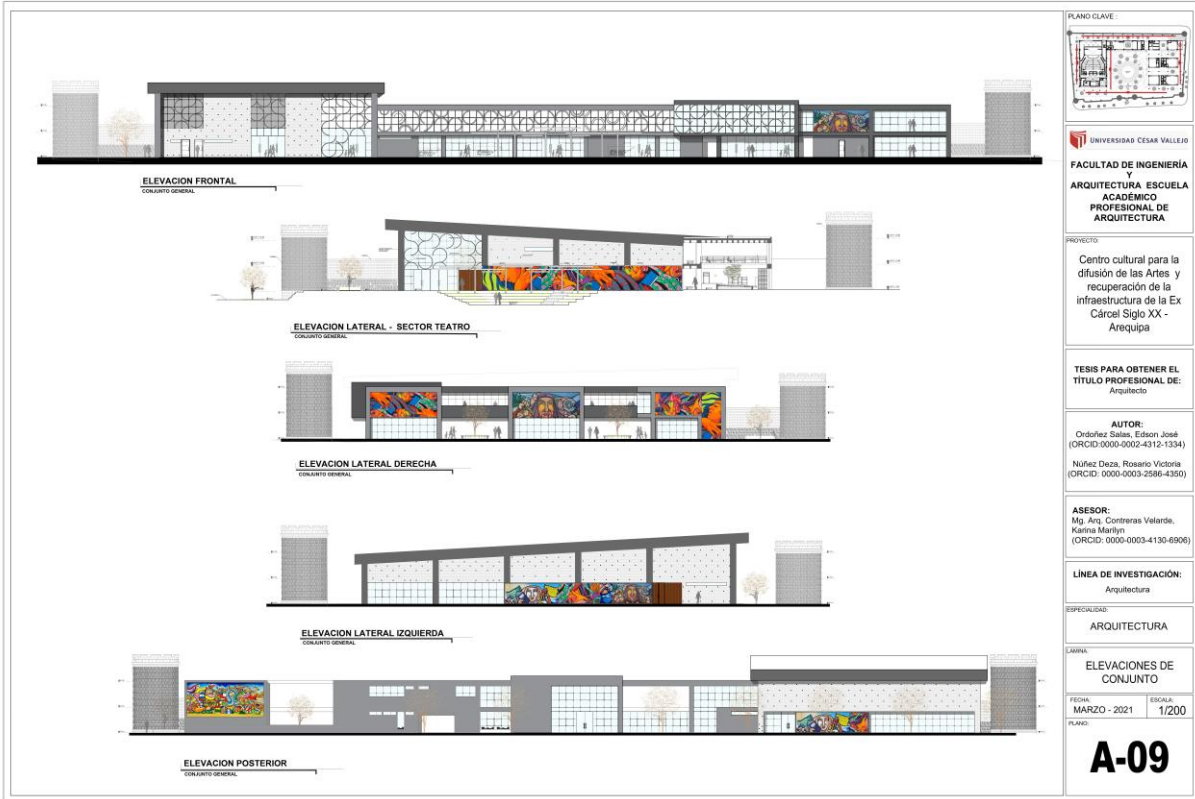 ELEVACION FRONTAL
CONJUNTO GENERAL
ELEVACION LATERAL - SECTOR TEATRO
CONJUNTO GENERAL
ELEVACION LATERAL DERECHA
CONJUNTO GENERAL
ELEVACION LATERAL IZQUIERDA
CONJUNTO GENERAL
ELEVACION POSTERIOR
CONJUNTO GENERAL
PLANO CLAVE :
UNIVERSIDAD CÉSAR VALLEJO
FACULTAD DE INGENIERÍA
Y
ARQUITECTURA ESCUELA
ACADÉMICO
PROFESIONAL DE
ARQUITECTURA
PROYECTO:
Centro cultural para la
difusión de las Artes y
recuperación de la
infraestructura de la Ex
Cárcel Siglo XX -
Arequipa
TESIS PARA OBTENER EL
TÍTULO PROFESIONAL DE:
Arquitecto
AUTOR:
Ordoñez Salas, Edson José
(ORCID:0000-0002-4312-1334)
Núñez Deza, Rosario Victoria
(ORCID: 0000-0003-2586-4350)
ASESOR:
Mg. Arq. Contreras Velarde,
Karina Marilyn
(ORCID: 0000-0003-4130-6906)
LÍNEA DE INVESTIGACIÓN:
Arquitectura
ESPECIALIDAD:
ARQUITECTURA
LAMINA:
ELEVACIONES DE
CONJUNTO
FECHA:
MARZO - 2021
ESCALA:
1/200
PLANO:
A-09